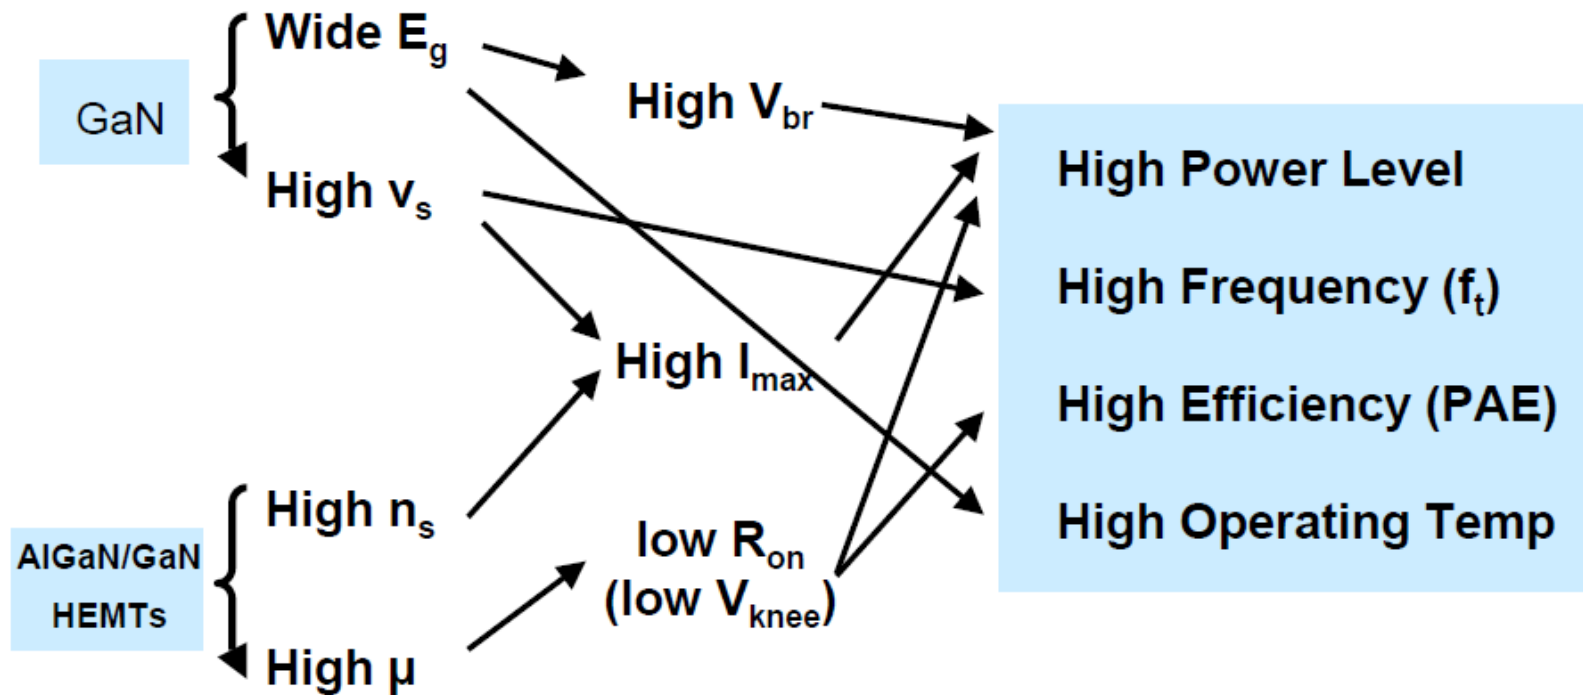 GaN
Wide Eg
High vs
AlGaN/GaN
HEMTs
High ns
High µ
High Vbr
High Imax
low Ron
(low Vknee)
High Power Level
High Frequency (ft)
High Efficiency (PAE)
High Operating Temp